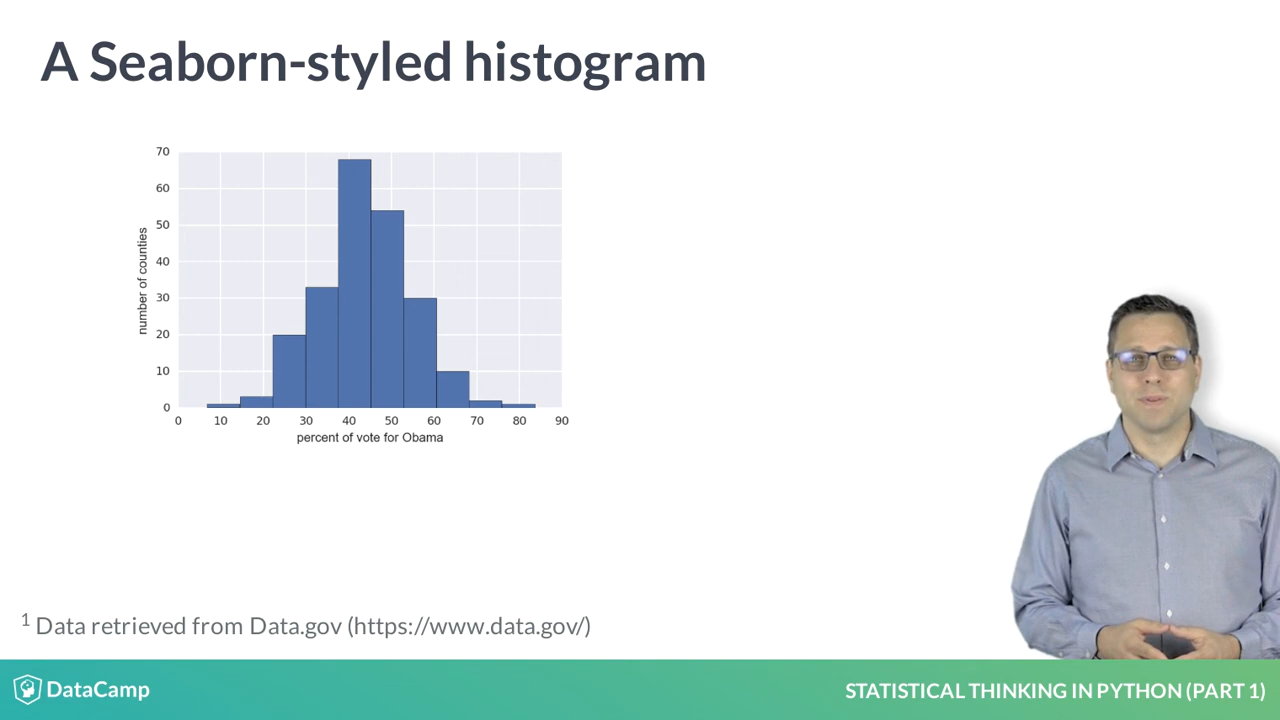 A Seaborn-styled histogram
70
60
50
40
30
20
10
0
number of counties
0 10 20 30 40 50 60 70 80 90
percent of vote for Obama
1 Data retrieved from Data.gov (https://www.data.gov/)
DataCamp
STATISTICAL THINKING IN PYTHON (PART 1)